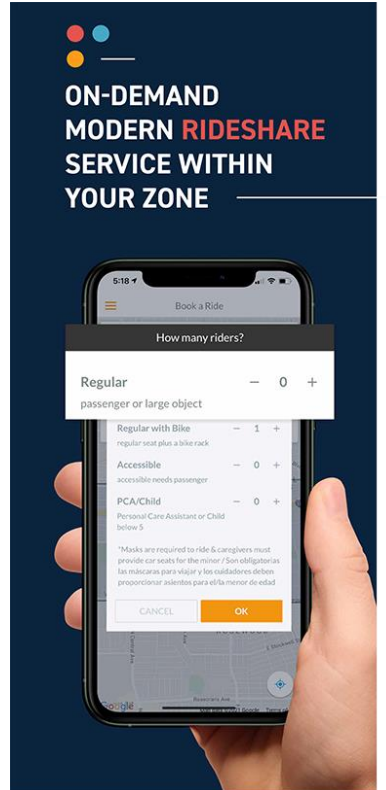 ON-DEMAND
MODERN RIDESHARE
SERVICE WITHIN
YOUR ZONE
5:18
Book a Ride
How many riders?
Regular − 0 +
passenger or large object
Regular with Bike − 1 +
regular seat plus a bike rack
Accessible − 0 +
accessible needs passenger
PCA/Child − 0 +
Personal Care Assistant or Child
below 5
*Masks are required to ride & caregivers must
provide car seats for the minor / Son obligatorias
las máscaras para viajar y los cuidadores deben
proporcionar asientos para el/la menor de edad
CANCEL OK
E Stockwell
Rosecrans Ave
Google